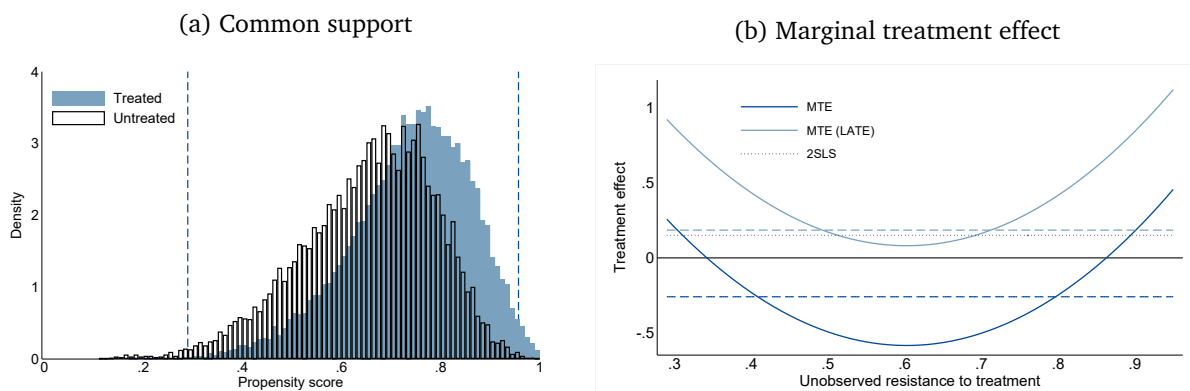 (a) Common support
4
3
2
1
0
Density
Treated
Untreated
0
.2
.4
.6
.8
1
Propensity score
(b) Marginal treatment effect
1
.5
0
-.5
Treatment effect
MTE
MTE (LATE)
2SLS
.3
.4
.5
.6
.7
.8
.9
Unobserved resistance to treatment